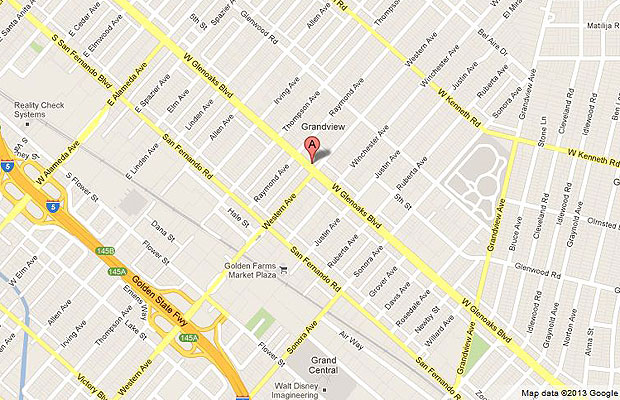 E Santa Anita Ave
E Cedar Ave
E Elmwood Ave
5th St
Spazier Ave
Glenwood Rd
Allen Ave
Irving Ave
Western Ave
Bel Aire Dr
Matilija Rd
El Mira
S San Fernando Blvd
W Glenoaks Blvd
Winchester Ave
Justin Ave
Ruberta Ave
Sonora Ave
Grandview Ave
Stone Ln
Cleveland Rd
Idlewood Rd
Ben L
E Alameda Ave
E Spazier Ave
Elm Ave
Linden Ave
Allen Ave
Irving Ave
Thompson Ave
Raymond Ave
W Kenneth Rd
Reality Check
Systems
San Fernando Rd
Grandview
A
W Kenneth Rd
E Linden Ave
Raymond Ave
Winchester Ave
Justin Ave
Ruberta Ave
5th St
W Alameda Ave
S Flower St
5
5
W Glenoaks Blvd
Western Ave
Hale St
Dana St
Flower St
145B
145A
Justin Ave
Ruberta Ave
Sonora Ave
San Fernando Rd
Grandview Ave
Bruce Ave
Cleveland Rd
Idlewood Rd
Graynold Ave
Olmsted
Glenwood Rd
Golden Farms
Market Plaza
Grover Ave
Davis Ave
Rosedale Ave
Newby St
Willard Ave
W Glenoaks Blvd
W Elm Ave
Golden State Fwy
Allen Ave
Irving Ave
Thompson Ave
Lake St
Western Ave
145A
Flower St
Sonora Ave
Air Way
San Fernando Rd
Grandview Ave
Idlewood Rd
Graynold Ave
Norton Ave
Alma St
Victory Blvd
Grand
Central
Walt Disney
Imagineering
Map data ©2013 Google